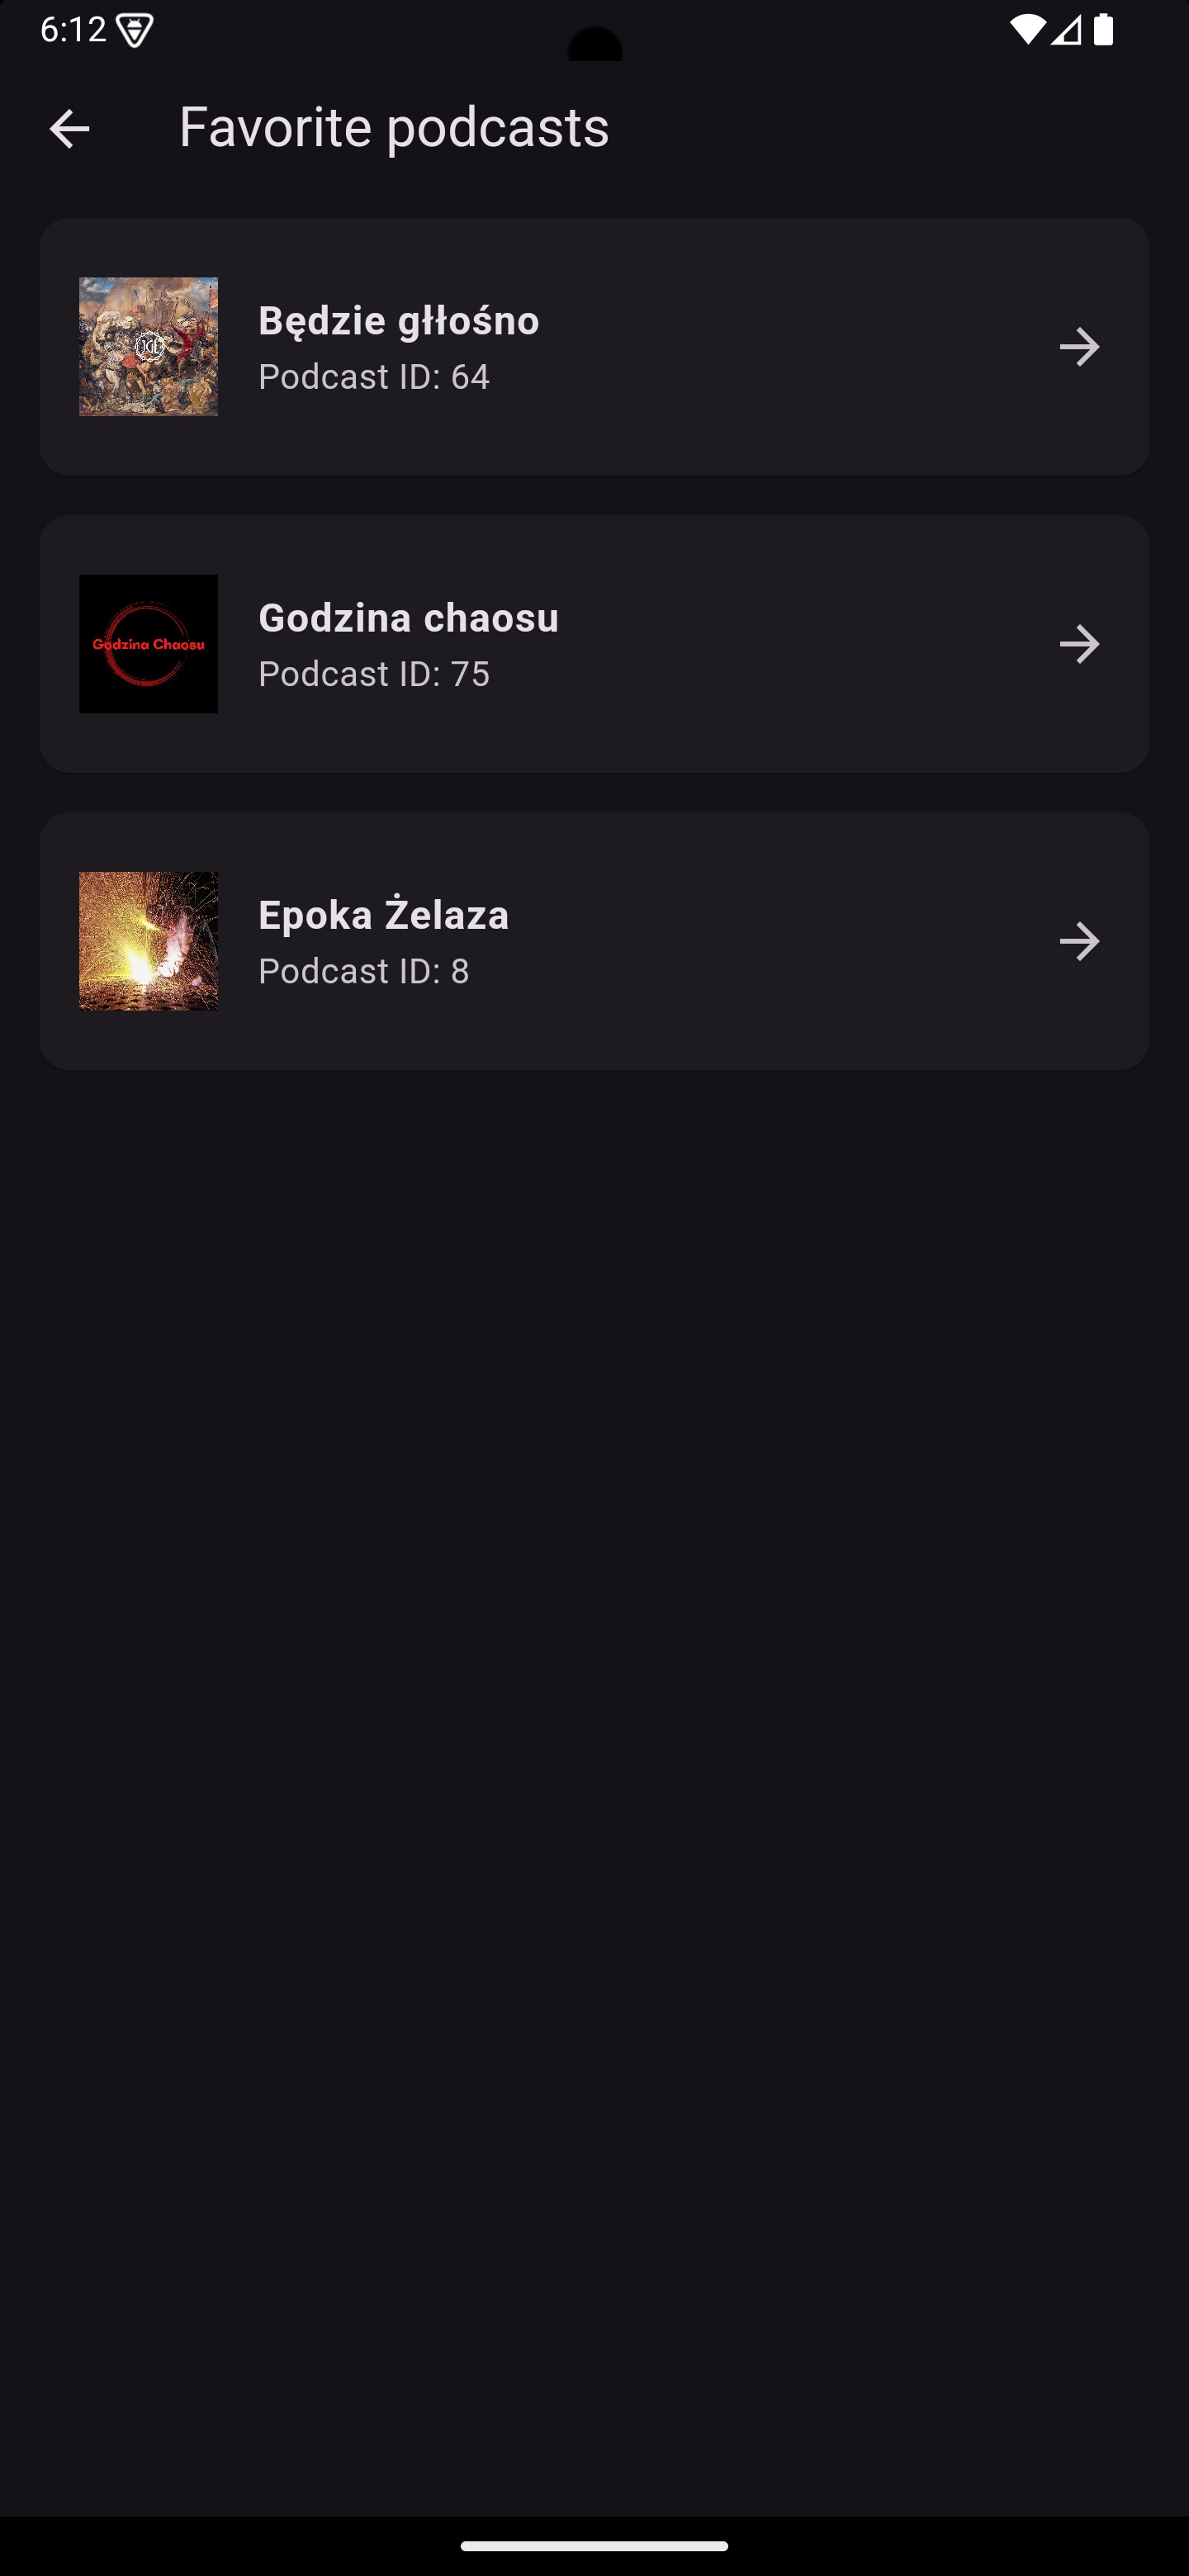 6:12
Favorite podcasts
Będzie głłośno
Podcast ID: 64
Godzina Chaosu
Godzina chaosu
Podcast ID: 75
Epoka Żelaza
Podcast ID: 8